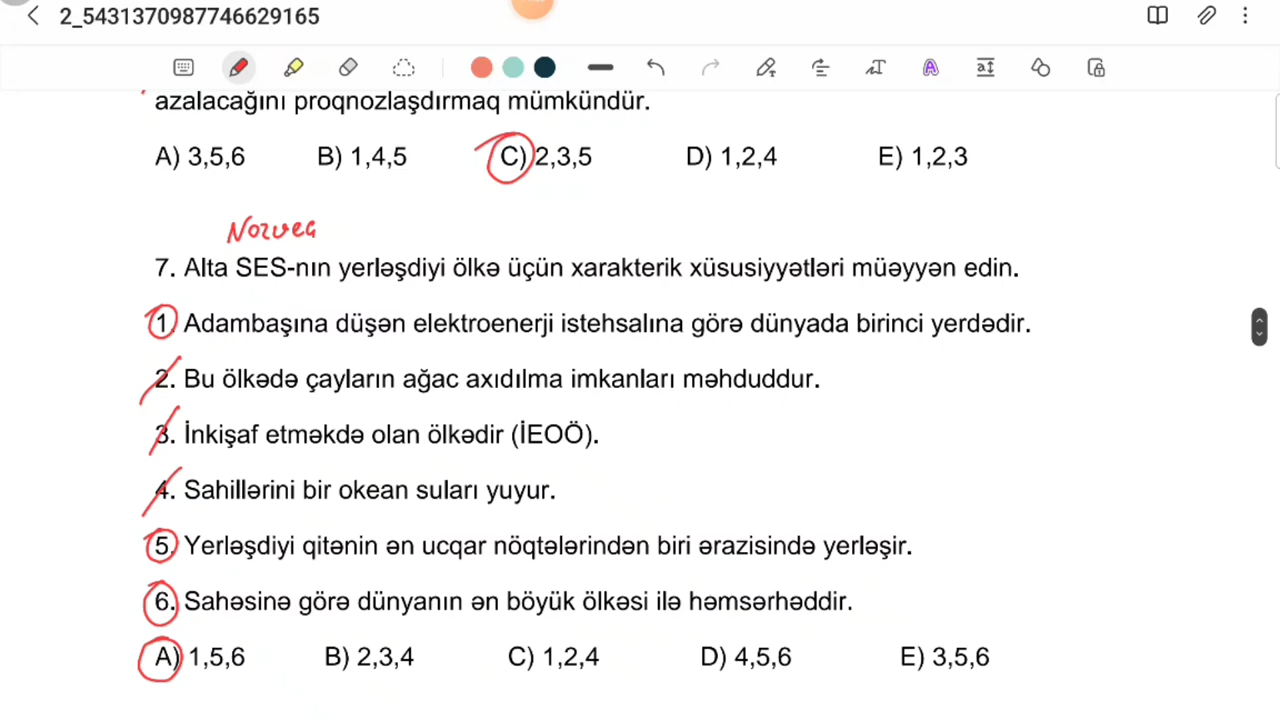 2_5431370987746629165
azalacağını proqnozlaşdırmaq mümkündür.
A) 3,5,6 B) 1,4,5 C) 2,3,5 D) 1,2,4 E) 1,2,3
Norveç
7. Alta SES-nın yerləşdiyi ölkə üçün xarakterik xüsusiyyətləri müəyyən edin.
1. Adambaşına düşən elektroenerji istehsalına görə dünyada birinci yerdədir.
2. Bu ölkədə çayların ağac axıdılma imkanları məhduddur.
3. İnkişaf etməkdə olan ölkədir (İEOÖ).
4. Sahillərini bir okean suları yuyur.
5. Yerləşdiyi qitənin ən ucqar nöqtələrindən biri ərazisində yerləşir.
6. Sahəsinə görə dünyanın ən böyük ölkəsi ilə həmsərhəddir.
A) 1,5,6 B) 2,3,4 C) 1,2,4 D) 4,5,6 E) 3,5,6